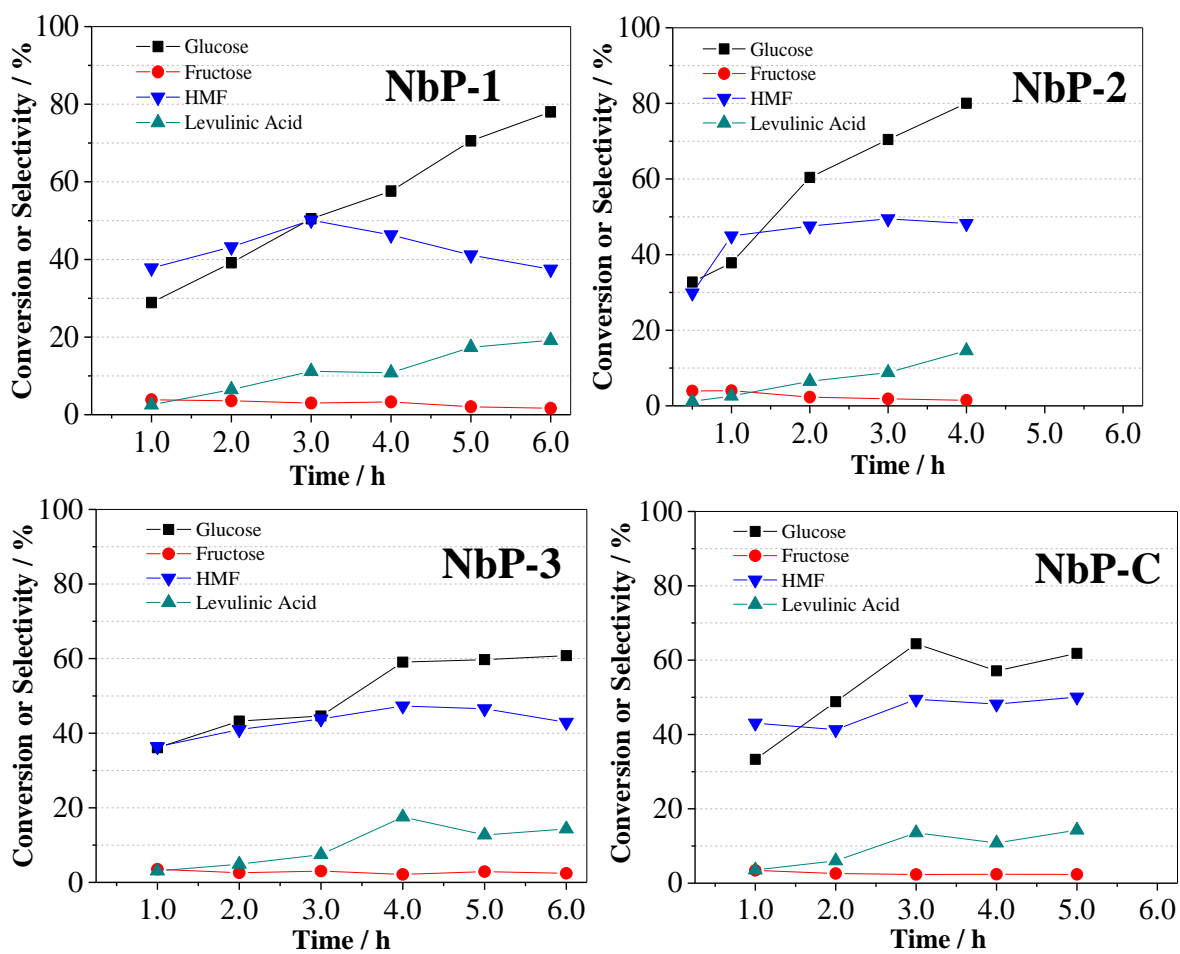 Conversion or Selectivity / %
100
80
60
40
20
0
Glucose
Fructose
HMF
Levulinic Acid
NbP-1
1.0 2.0 3.0 4.0 5.0 6.0
Time / h
Conversion or Selectivity / %
100
80
60
40
20
0
Glucose
Fructose
HMF
Levulinic Acid
NbP-2
1.0 2.0 3.0 4.0 5.0 6.0
Time / h
Conversion or Selectivity / %
100
80
60
40
20
0
Glucose
Fructose
HMF
Levulinic Acid
NbP-3
1.0 2.0 3.0 4.0 5.0 6.0
Time / h
Conversion or Selectivity / %
100
80
60
40
20
0
Glucose
Fructose
HMF
Levulinic Acid
NbP-C
1.0 2.0 3.0 4.0 5.0 6.0
Time / h